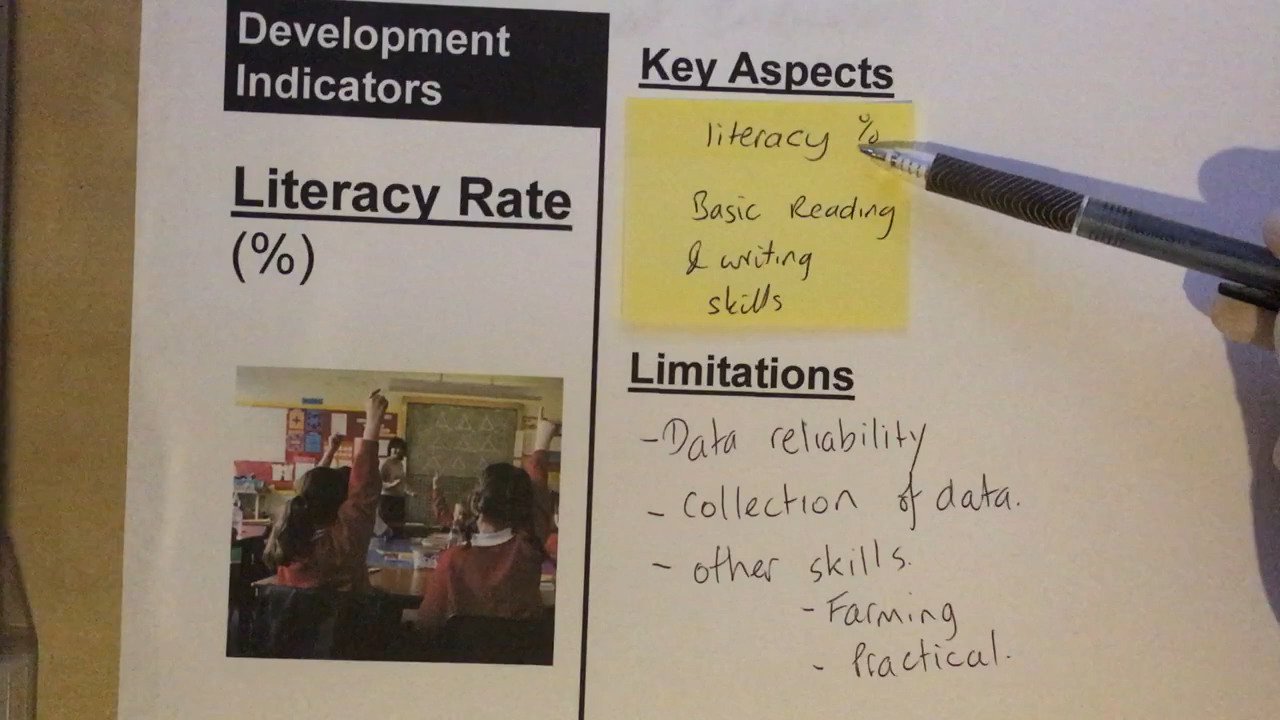 Development
Indicators
Literacy Rate
(%)
Key Aspects
literacy %
Basic Reading
& writing
skills
Limitations
- Data reliability
- Collection of data.
- other skills.
- Farming
- Practical.